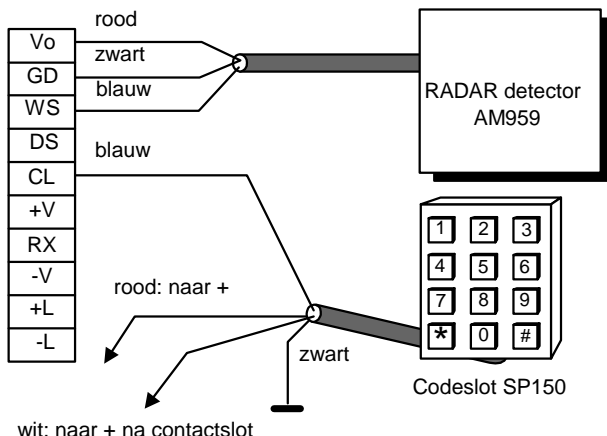 rood
Vo
zwart
GD
blauw
WS
RADAR detector
AM959
DS
blauw
CL
+V
1 2 3
RX
4 5 6
-V
rood: naar +
7 8 9
+L
* 0 #
-L
zwart
Codeslot SP150
wit: naar + na contactslot